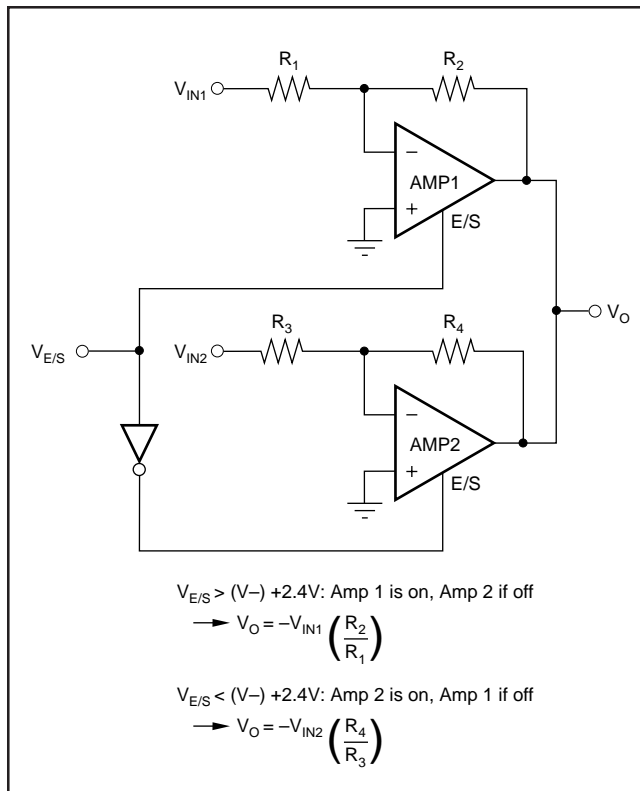 R1
R2
VIN1
–
AMP1
+
E/S
VO
VE/S
R3
R4
VIN2
–
AMP2
+
E/S
VE/S > (V–) +2.4V: Amp 1 is on, Amp 2 if off
→ VO = –VIN1 (R2/R1)
VE/S < (V–) +2.4V: Amp 2 is on, Amp 1 if off
→ VO = –VIN2 (R4/R3)